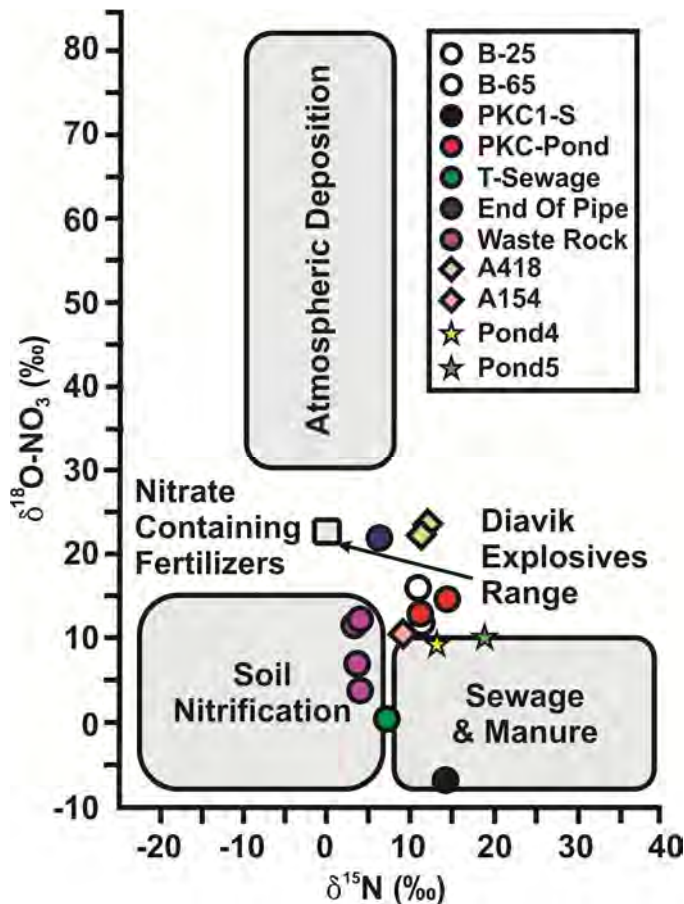 80
70
60
50
40
30
20
10
0
-10
δ18O-NO3 (‰)
Atmospheric Deposition
B-25
B-65
PKC1-S
PKC-Pond
T-Sewage
End Of Pipe
Waste Rock
A418
A154
Pond4
Pond5
Nitrate
Containing
Fertilizers
Diavik
Explosives
Range
Soil
Nitrification
Sewage
& Manure
-20 -10 0 10 20 30 40
δ15N (‰)